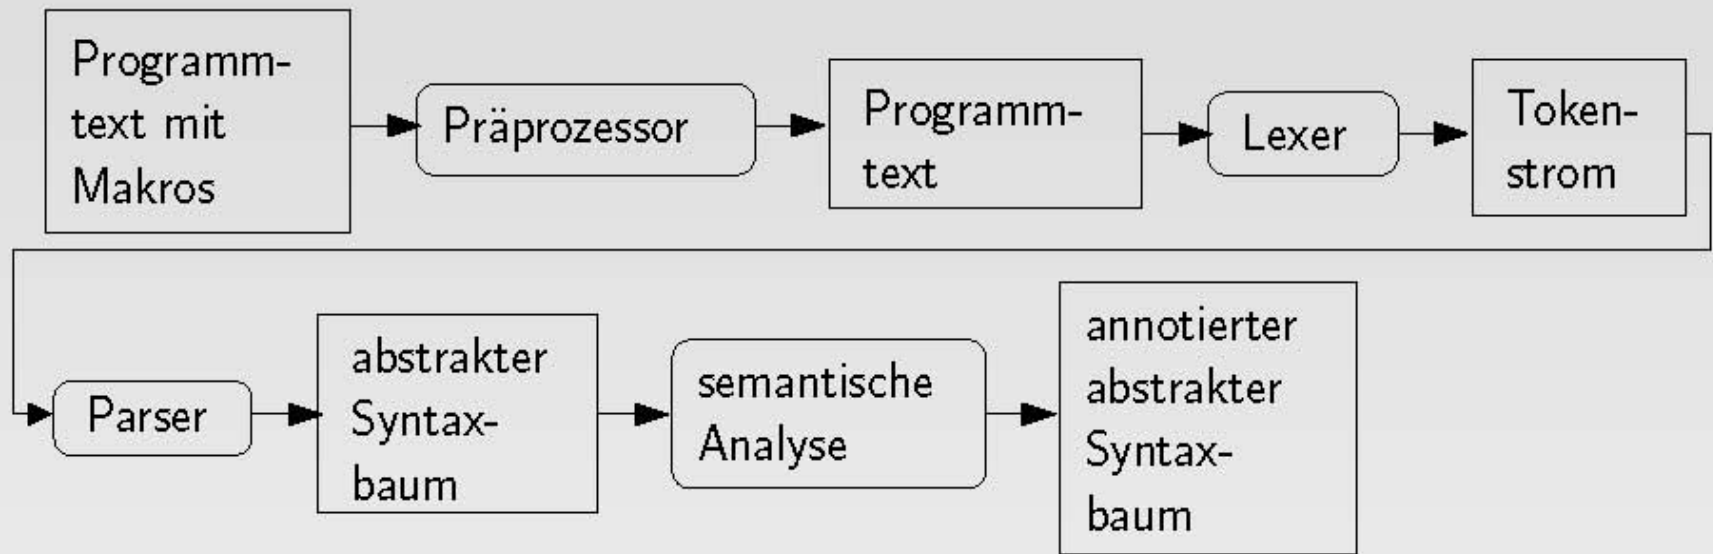 Programm-
text mit
Makros
Präprozessor
Programm-
text
Lexer
Token-
strom
Parser
abstrakter
Syntax-
baum
semantische
Analyse
annotierter
abstrakter
Syntax-
baum